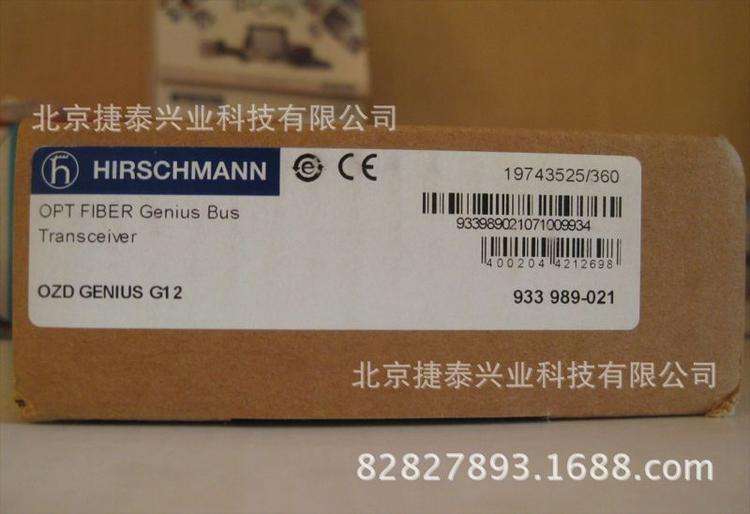 北京捷泰兴业科技有限公司
HIRSCHMANN
CE
19743525/360
OPT FIBER Genius Bus
Transceiver
933989021071009934
400204 4212698
OZD GENIUS G12
933 989-021
北京捷泰兴业科技有限公司
82827893.1688.com